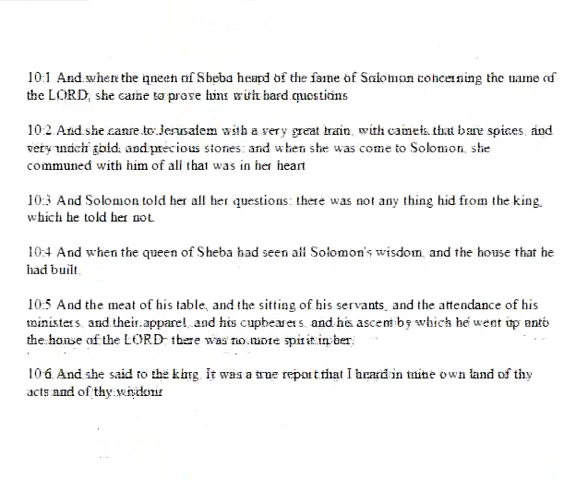 10:1 And when the queen of Sheba heard of the fame of Solomon concerning the name of
the LORD, she came to prove him with hard questions
10:2 And she came to Jerusalem with a very great train, with camels that bare spices, and
very much gold, and precious stones: and when she was come to Solomon, she
communed with him of all that was in her heart
10:3 And Solomon told her all her questions: there was not any thing hid from the king,
which he told her not.
10:4 And when the queen of Sheba had seen all Solomon's wisdom, and the house that he
had built,
10:5 And the meat of his table, and the sitting of his servants, and the attendance of his
ministers, and their apparel, and his cupbearers, and his ascent by which he went up unto
the house of the LORD; there was no more spirit in her.
10:6 And she said to the king, It was a true report that I heard in mine own land of thy
acts and of thy wisdom